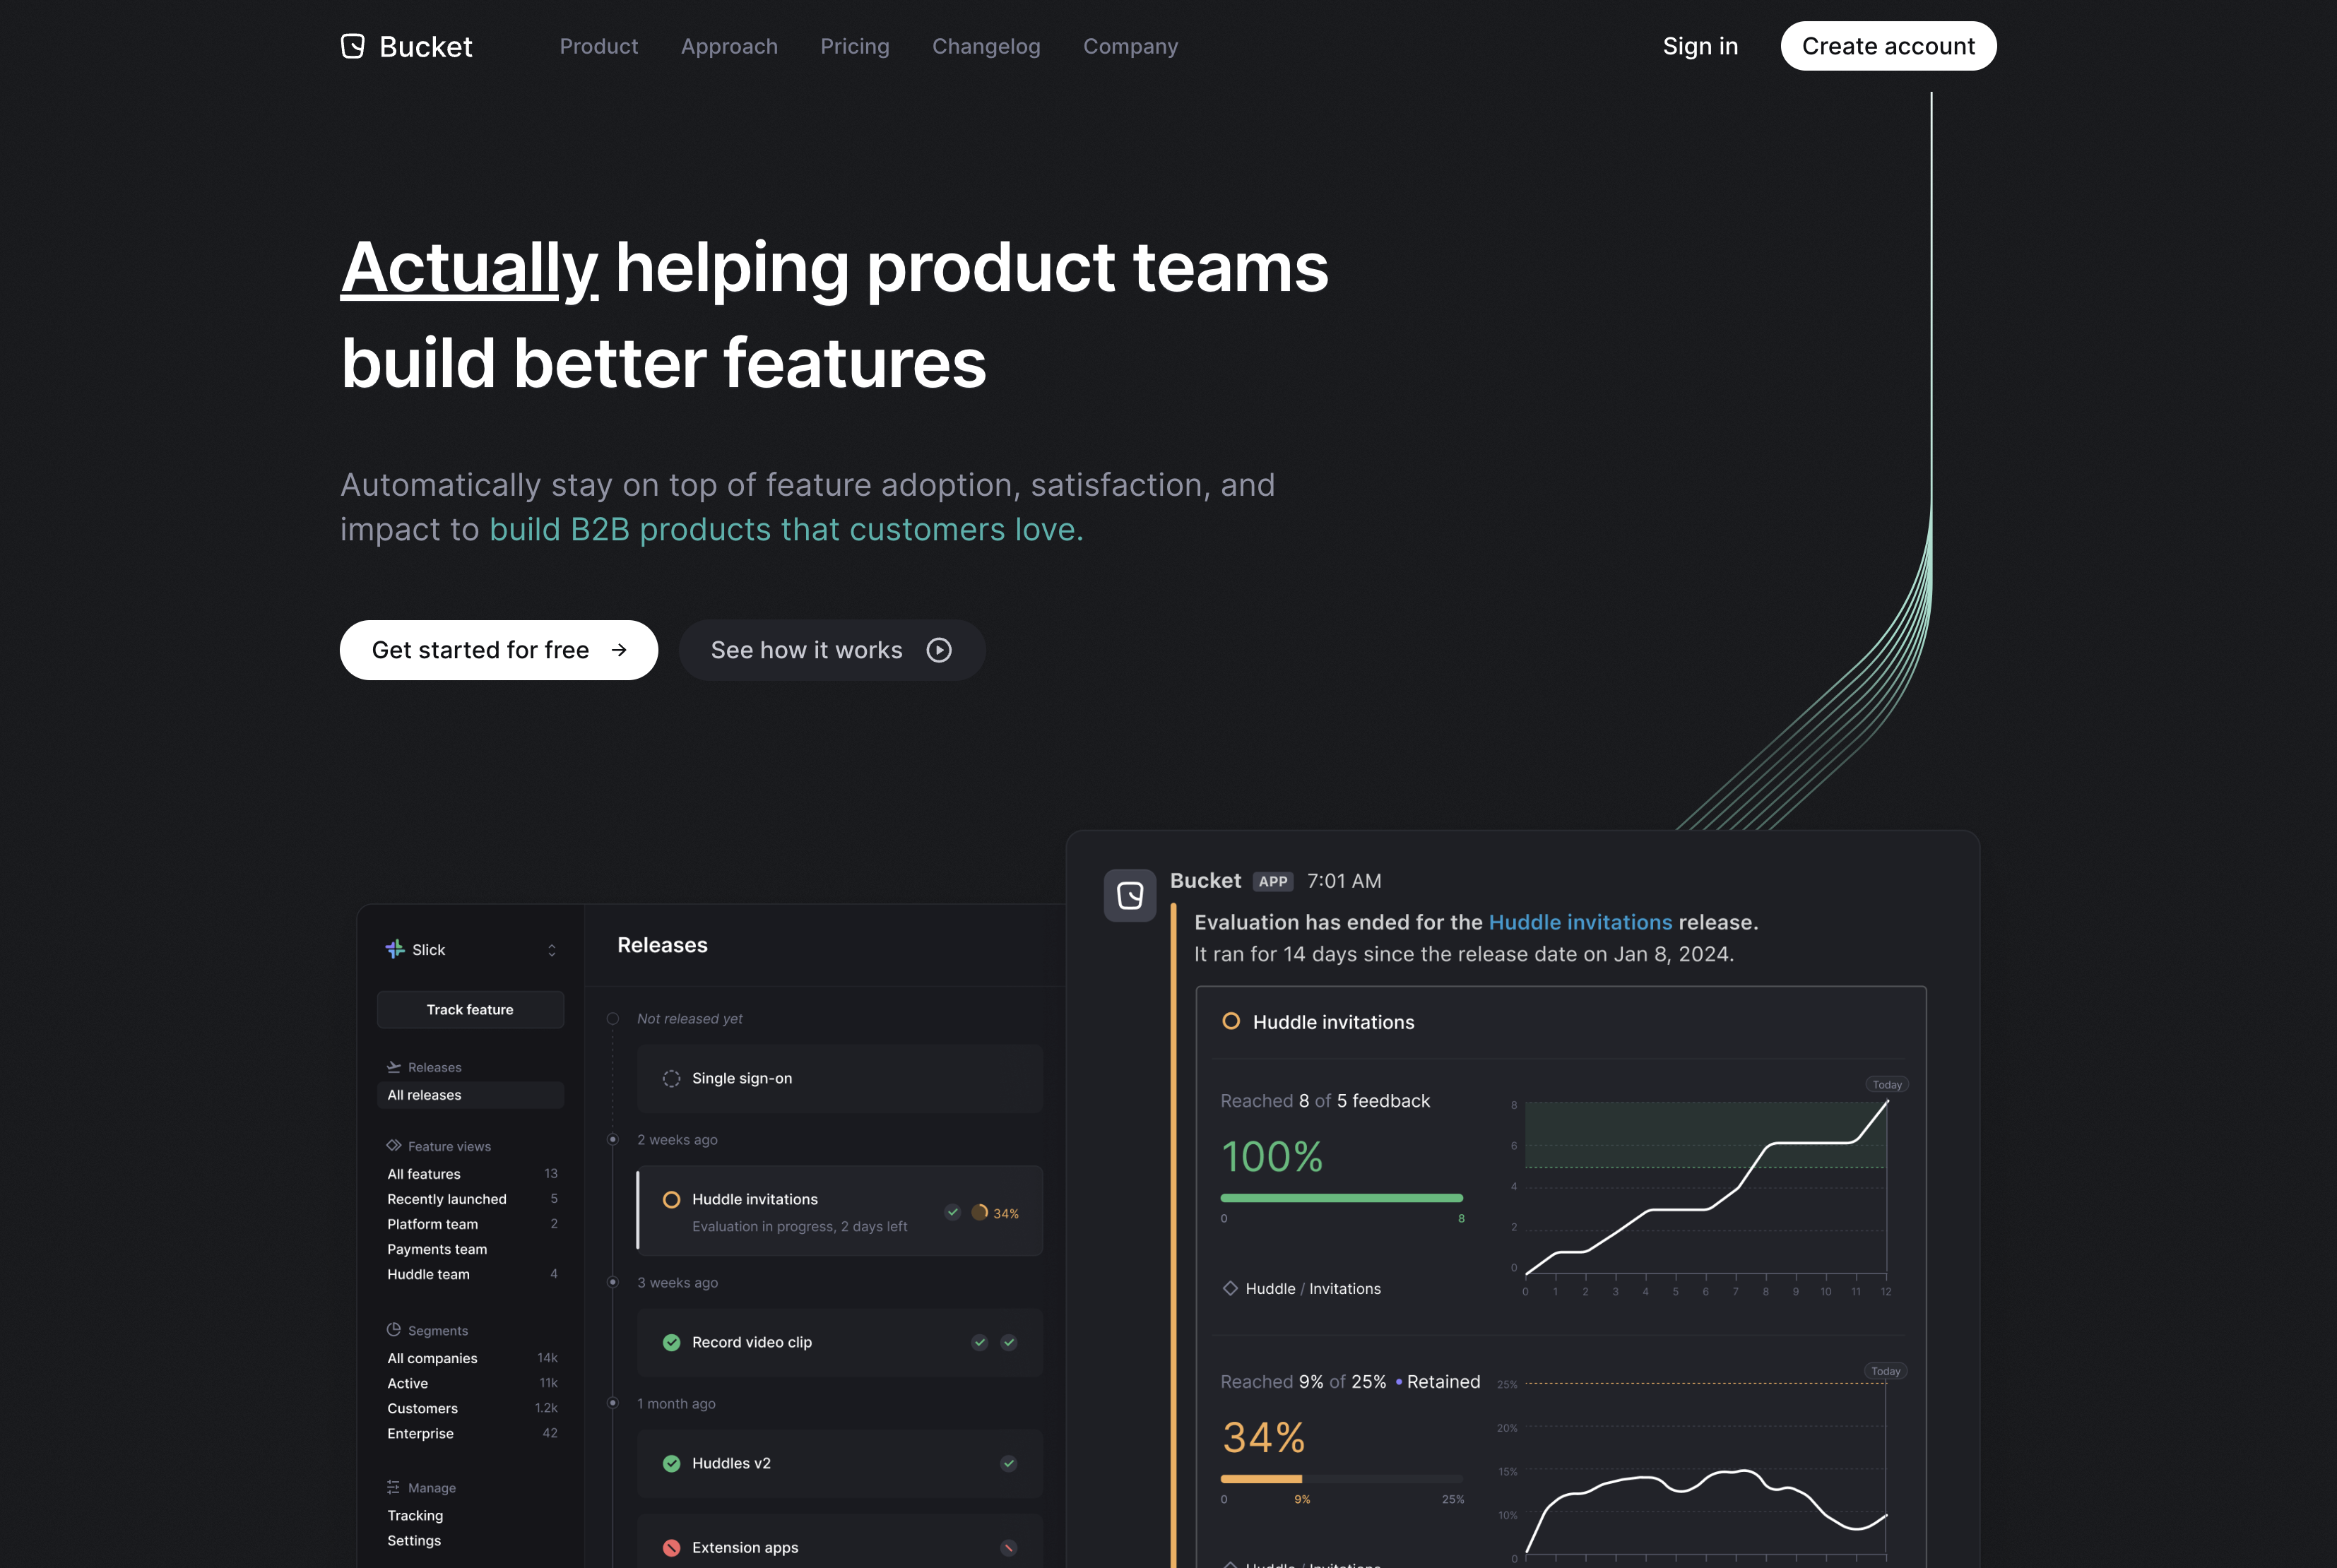 Bucket
Product
Approach
Pricing
Changelog
Company
Sign in
Create account
Actually helping product teams
build better features
Automatically stay on top of feature adoption, satisfaction, and
impact to build B2B products that customers love.
Get started for free
See how it works
Slick
Track feature
Releases
All releases
Feature views
All features 13
Recently launched 5
Platform team 2
Payments team
Huddle team 4
Segments
All companies 14k
Active 11k
Customers 1.2k
Enterprise 42
Manage
Tracking
Settings
Releases
Not released yet
Single sign-on
2 weeks ago
Huddle invitations
Evaluation in progress, 2 days left
34%
3 weeks ago
Record video clip
1 month ago
Huddles v2
Extension apps
Bucket APP 7:01 AM
Evaluation has ended for the Huddle invitations release.
It ran for 14 days since the release date on Jan 8, 2024.
Huddle invitations
Reached 8 of 5 feedback
100%
0 8
Huddle / Invitations
Today
8
6
4
2
0
0 1 2 3 4 5 6 7 8 9 10 11 12
Reached 9% of 25% • Retained
34%
0 9% 25%
Today
25%
20%
15%
10%
0
Huddle / Invitations